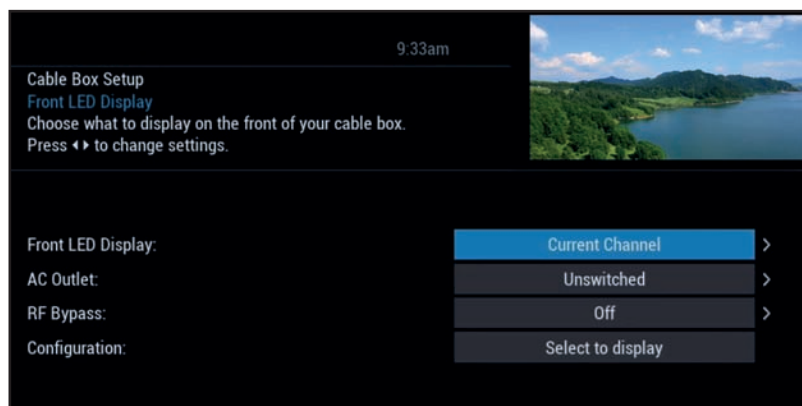 9:33am
Cable Box Setup
Front LED Display
Choose what to display on the front of your cable box.
Press ◂ ▸ to change settings.
Front LED Display: Current Channel >
AC Outlet: Unswitched >
RF Bypass: Off >
Configuration: Select to display